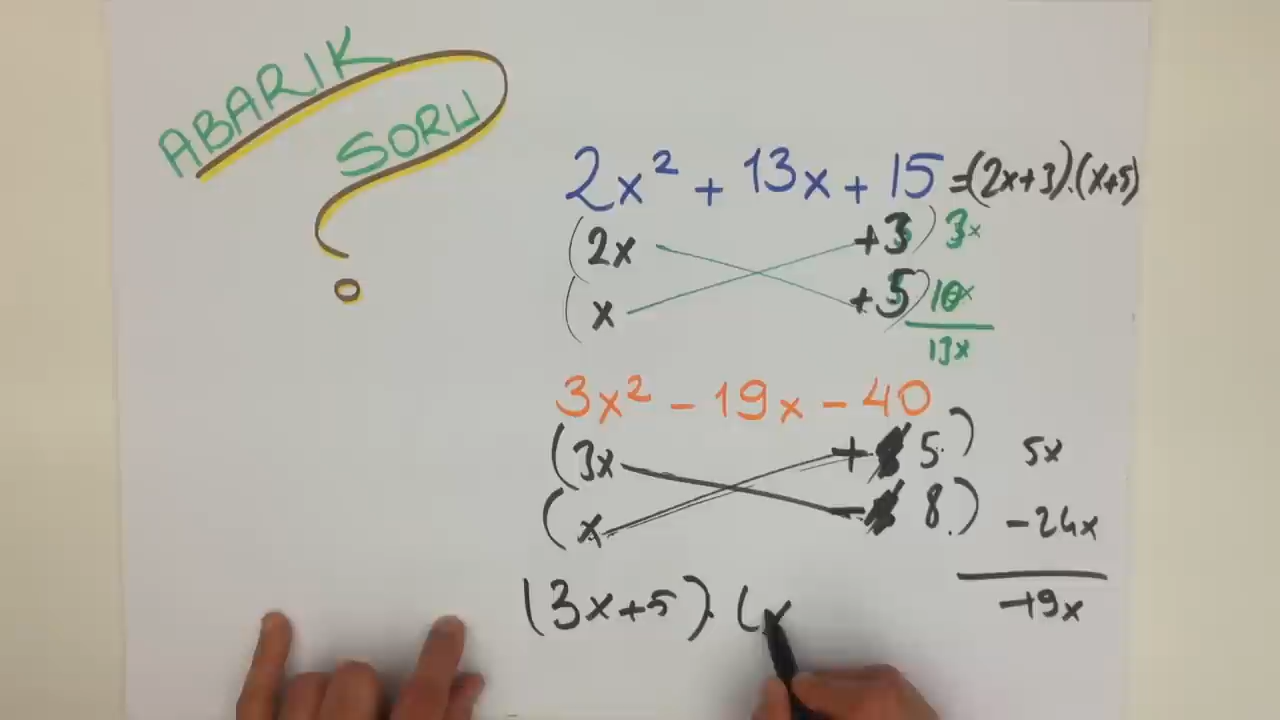 ABARIK
SORU
2x² + 13x + 15 = (2x+3).(x+5)
(2x +3) 3x
(x +5) 10x
13x
3x² - 19x - 40
(3x + 5) 5x
(x - 8) -24x
-19x
(3x+5).(x